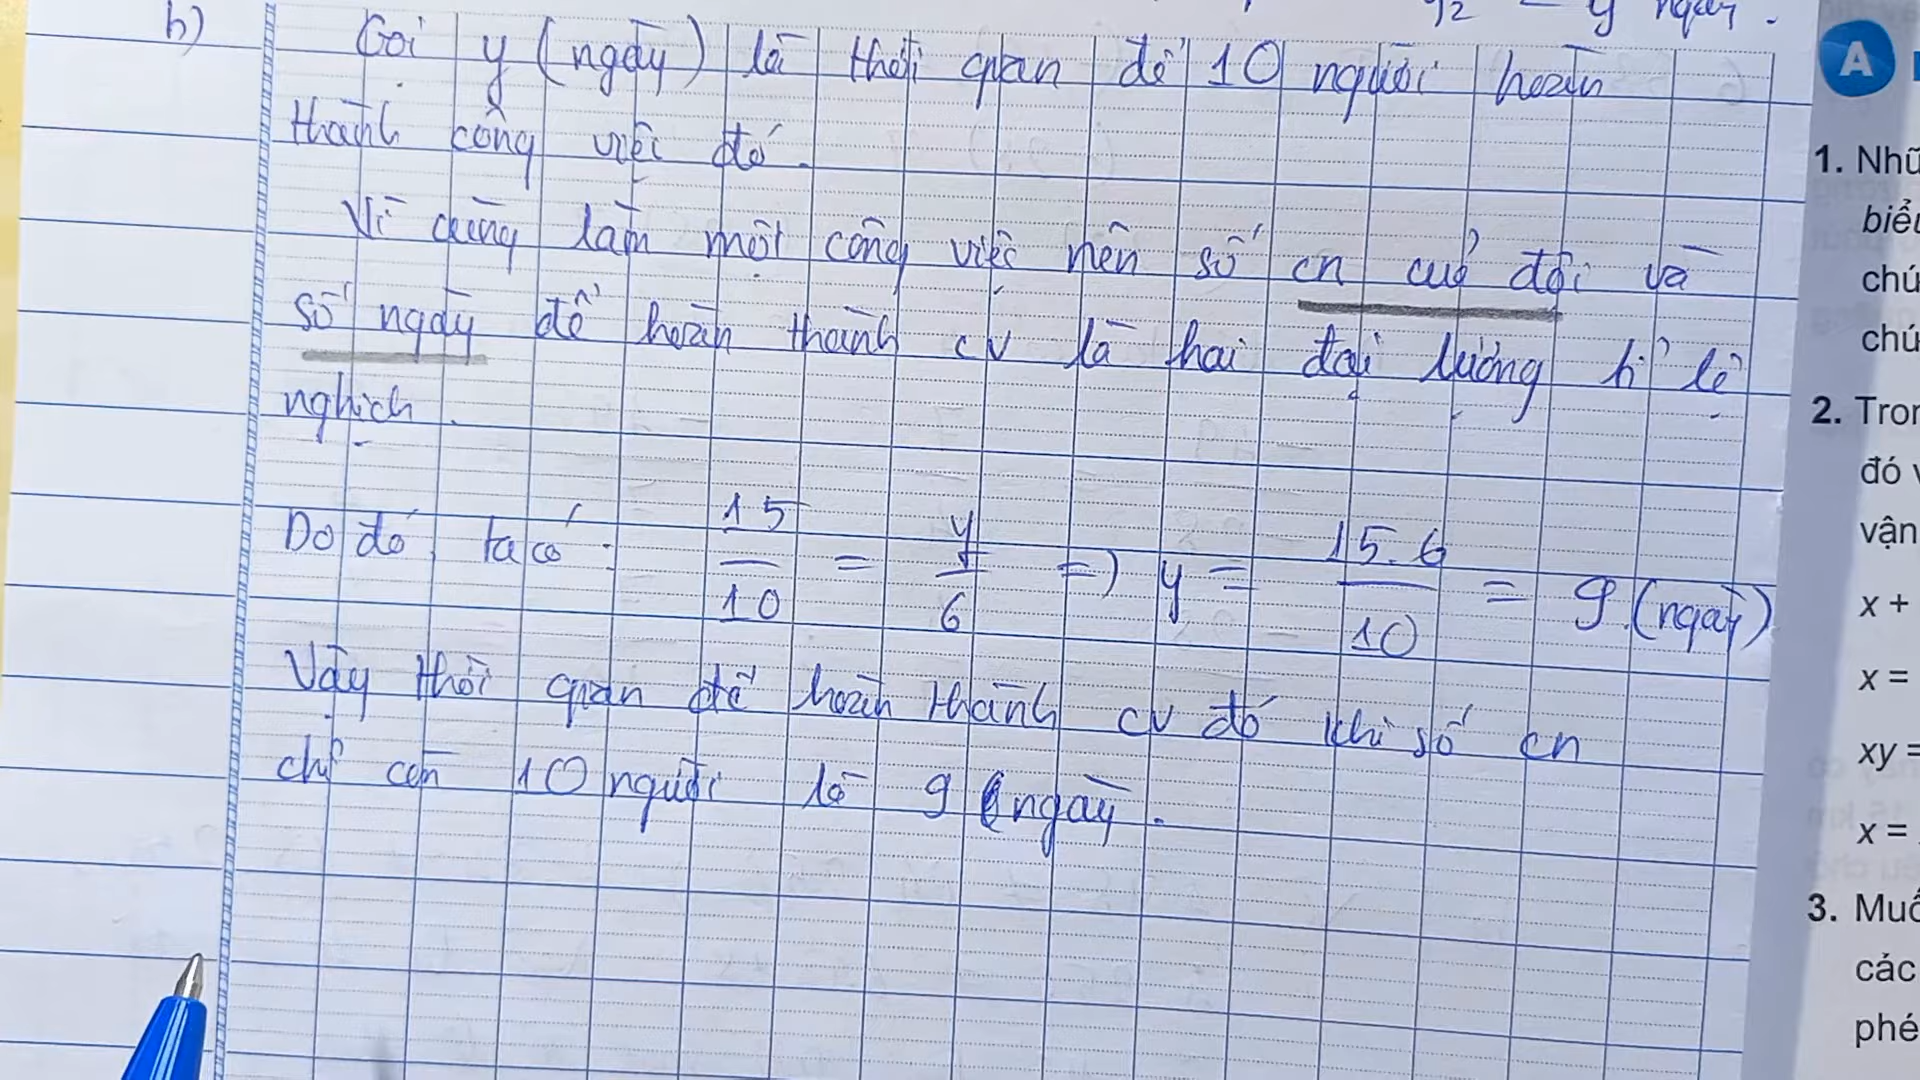 y ngày.
b) Gọi y (ngày) là thời gian để 10 người hoàn
thành công việc đó.
Vì cùng làm một công việc nên số cn của đội và
số ngày để hoàn thành cv là hai đại lượng tỉ lệ
nghịch.
Do đó, ta có: 15/10 = y/6 => y = 15.6/10 = 9 (ngày)
Vậy thời gian để hoàn thành cv đó khi số cn
chỉ còn 10 người là 9 (ngày.
A
1. Nhữ
biểu
chú
chú
2. Tron
đó v
vận
x +
x =
xy =
x =
3. Muố
các
phé